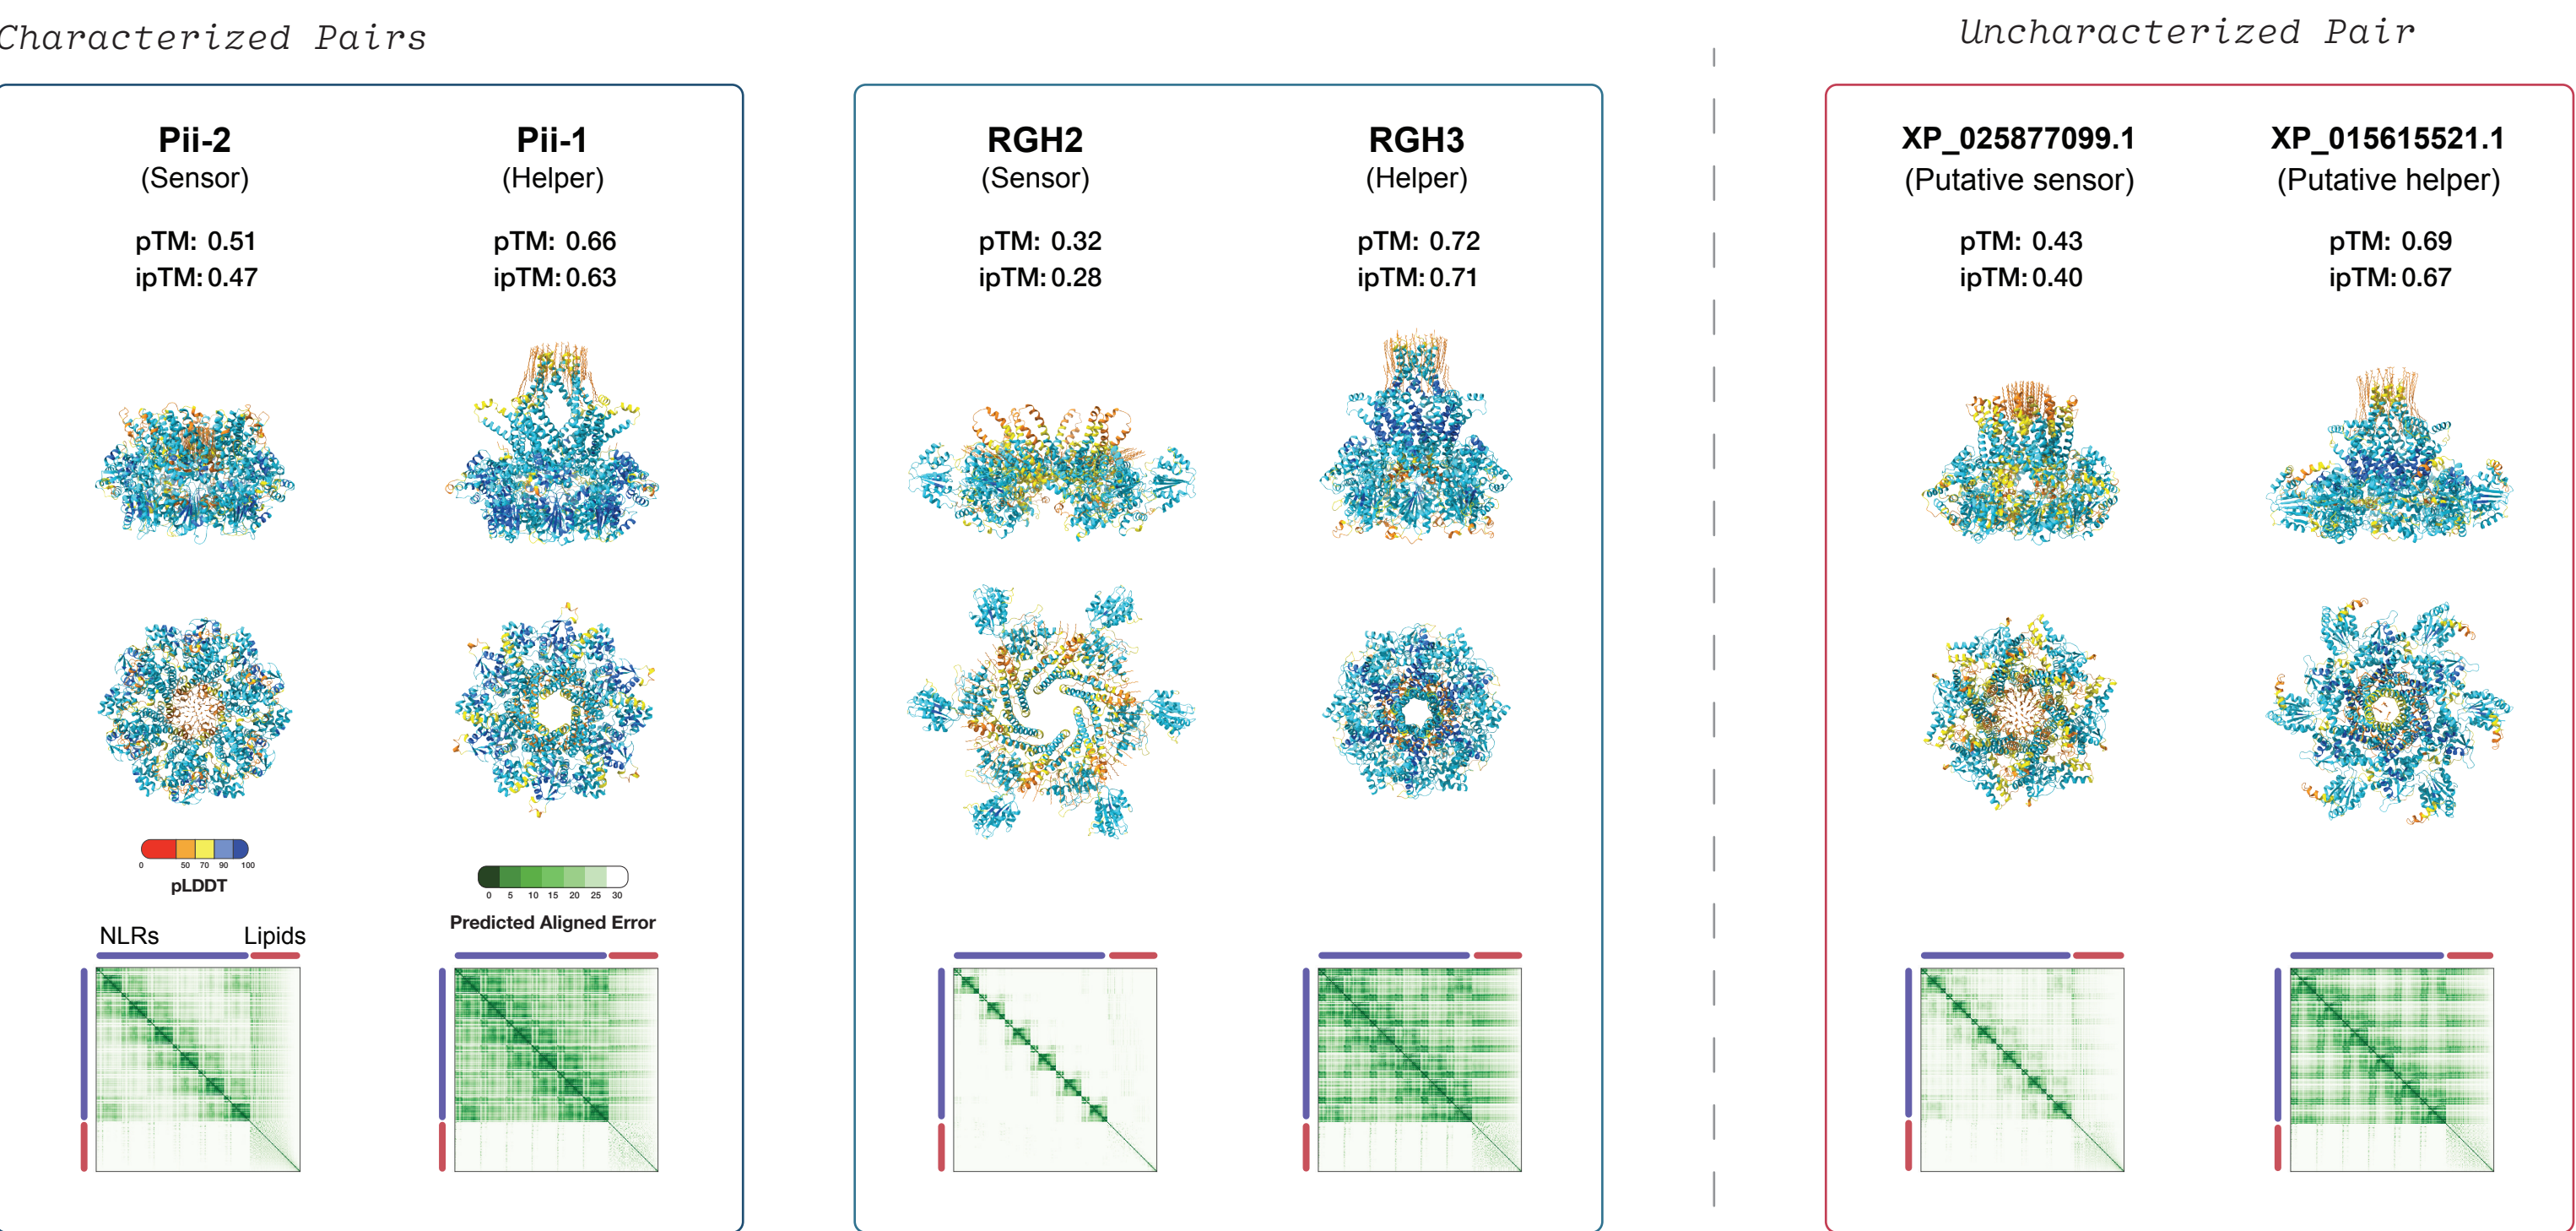 Characterized Pairs
Uncharacterized Pair
Pii-2
(Sensor)
pTM: 0.51
ipTM: 0.47
Pii-1
(Helper)
pTM: 0.66
ipTM: 0.63
RGH2
(Sensor)
pTM: 0.32
ipTM: 0.28
RGH3
(Helper)
pTM: 0.72
ipTM: 0.71
XP_025877099.1
(Putative sensor)
pTM: 0.43
ipTM: 0.40
XP_015615521.1
(Putative helper)
pTM: 0.69
ipTM: 0.67
0 50 70 90 100
pLDDT
0 5 10 15 20 25 30
Predicted Aligned Error
NLRs Lipids